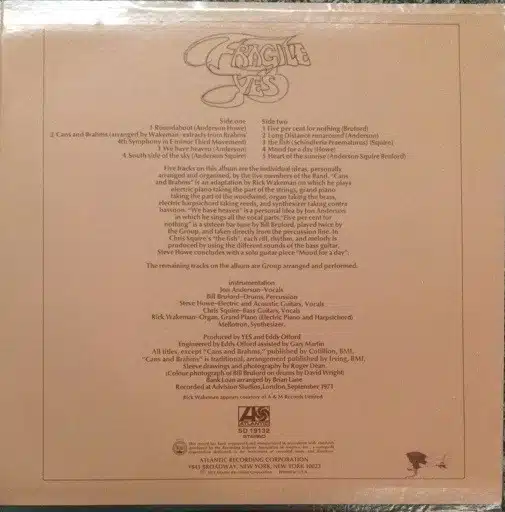 FRAGILE
YES
Side one
1 Roundabout (Anderson Howe)
2 Cans and Brahms (arranged by Wakeman-extracts from Brahms'
4th Symphony in E minor Third Movement)
3 We have heaven (Anderson)
4 South side of the sky (Anderson Squire)
Side two
1 Five per cent for nothing (Bruford)
2 Long Distance runaround (Anderson)
3 the fish (Schindleria Praematurus) (Squire)
4 Mood for a day (Howe)
5 Heart of the sunrise (Anderson Squire Bruford)
Five tracks on this album are the individual ideas, personally
arranged and organised, by the five members of the Band. "Cans
and Brahms" is an adaptation by Rick Wakeman on which he plays
electric piano taking the part of the strings, grand piano
taking the part of the woodwind, organ taking the brass,
electric harpsichord taking reeds, and synthesizer taking contra
bassoon. "We have heaven" is a personal idea by Jon Anderson
in which he sings all the vocal parts. "Five per cent for
nothing" is a sixteen bar tune by Bill Bruford, played twice by
the Group, and taken directly from the percussion line. In
Chris Squire's "the fish", each riff, rhythm, and melody is
produced by using the different sounds of the bass guitar.
Steve Howe concludes with a solo guitar piece "Mood for a day".
The remaining tracks on the album are Group arranged and performed.
instrumentation
Jon Anderson-Vocals
Bill Bruford-Drums, Percussion
Steve Howe-Electric and Acoustic Guitars, Vocals
Chris Squire-Bass Guitars, Vocals
Rick Wakeman-Organ, Grand Piano (Electric Piano and Harpsichord)
Mellotron, Synthesizer.
Produced by YES and Eddy Offord
Engineered by Eddy Offord assisted by Gary Martin
All titles, except "Cans and Brahms," published by Cotillion, BMI.
"Cans and Brahms" is traditional, arrangement published by Irving, BMI.
Sleeve drawings and photography by Roger Dean
(Colour photograph of Bill Bruford on drums by David Wright)
Bank Loan arranged by Brian Lane
Recorded at Advision Studios, London, September 1971
Rick Wakeman appears courtesy of A & M Records Limited
ATLANTIC
SD 19132
STEREO
ATLANTIC RECORDING CORPORATION
1841 BROADWAY, NEW YORK, NEW YORK 10023